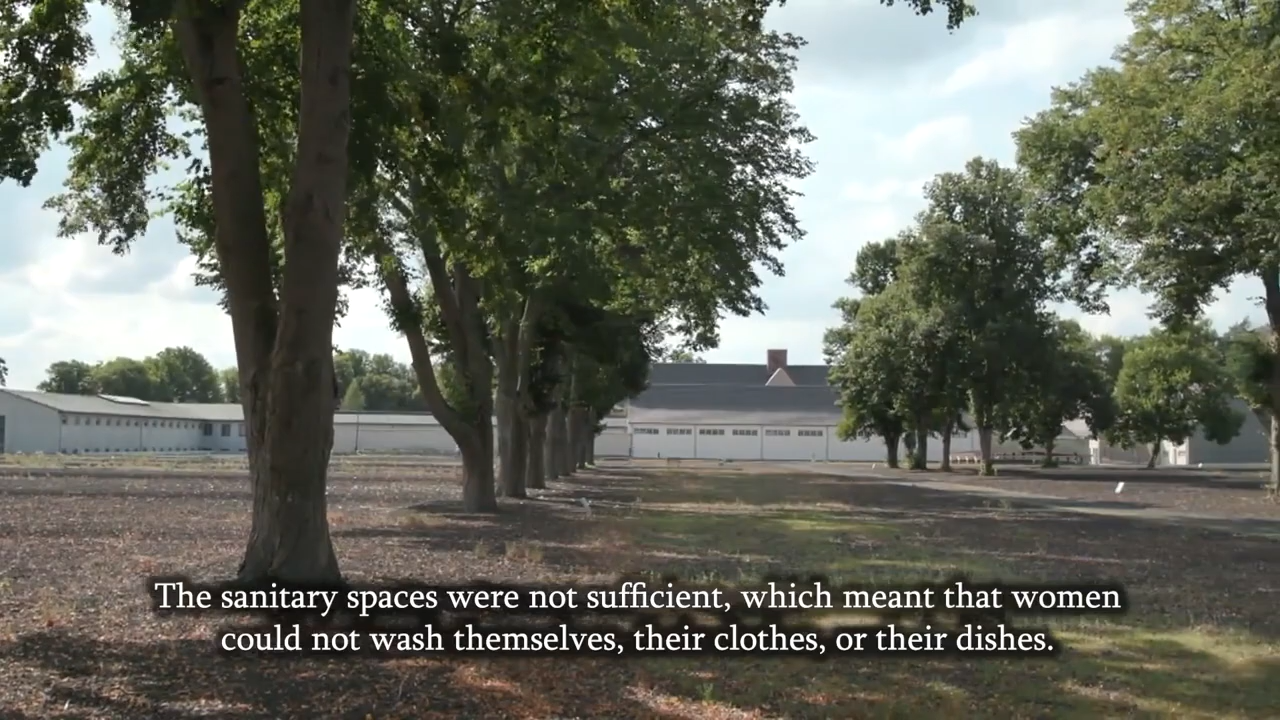 The sanitary spaces were not sufficient, which meant that women
could not wash themselves, their clothes, or their dishes.